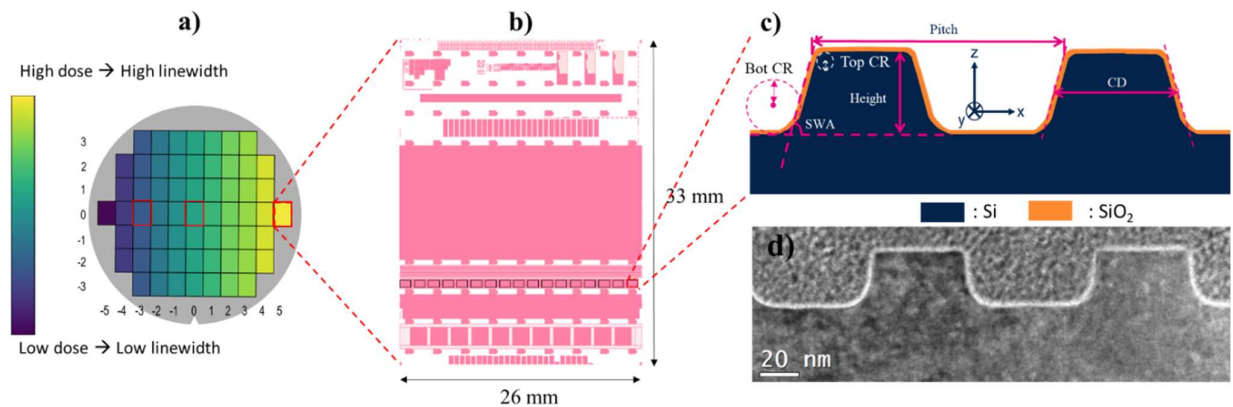 a)
High dose → High linewidth
3
2
1
0
-1
-2
-3
-5 -4 -3 -2 -1 0 1 2 3 4 5
Low dose → Low linewidth
b)
33 mm
26 mm
c)
Pitch
Bot CR
Top CR
Height
SWA
z
x
y
CD
: Si
: SiO₂
d)
20 nm